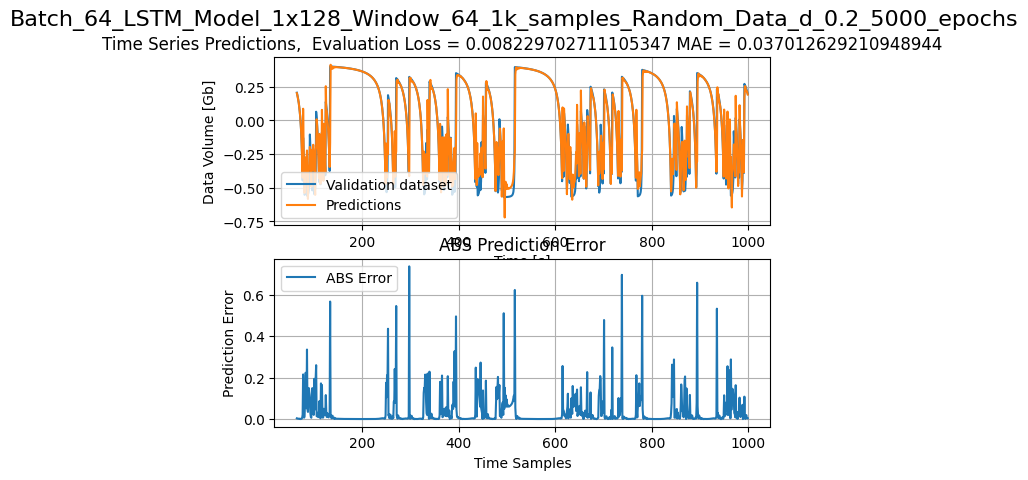 Batch_64_LSTM_Model_1x128_Window_64_1k_samples_Random_Data_d_0.2_5000_epochs
Time Series Predictions,  Evaluation Loss = 0.008229702711105347 MAE = 0.037012629210948944
Data Volume [Gb]
0.25
0.00
−0.25
−0.50
−0.75
Validation dataset
Predictions
200
400
600
800
1000
Time [s]
ABS Prediction Error
Prediction Error
0.6
0.4
0.2
0.0
ABS Error
200
400
600
800
1000
Time Samples